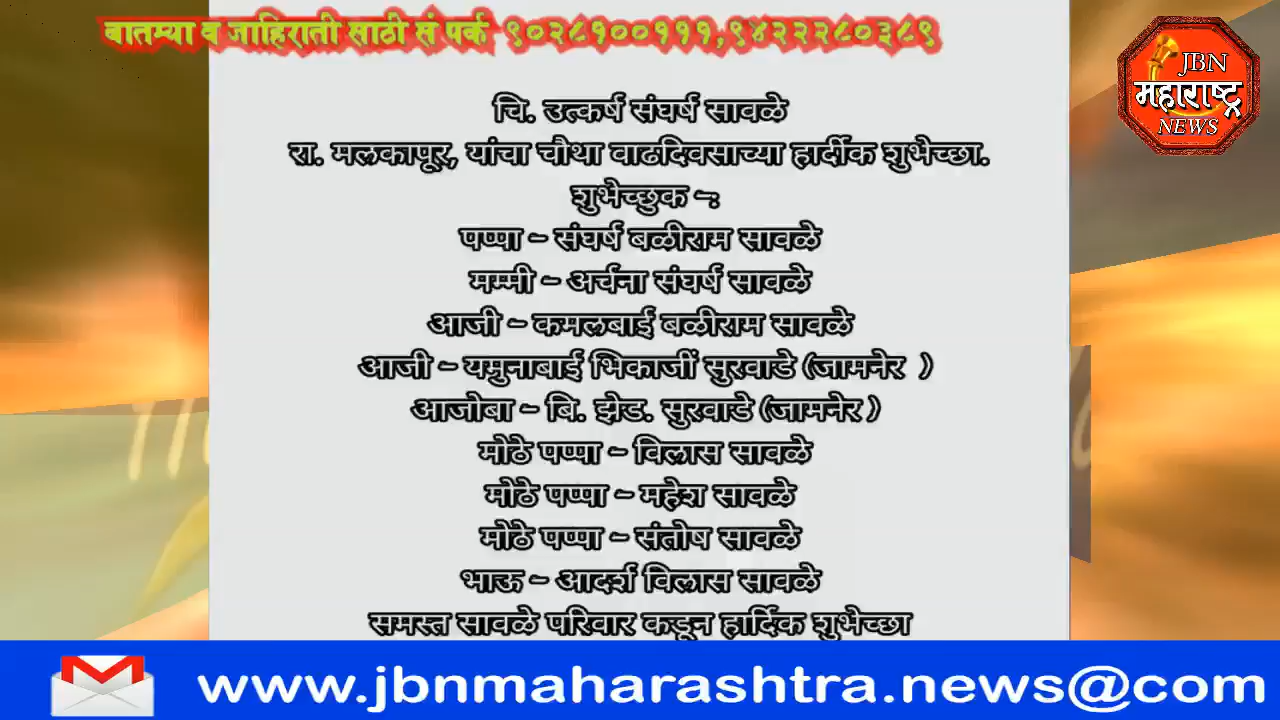 बातम्या व जाहिराती साठी सं पर्क ९०२८१००१११,९४२२२८०३८९
JBN
महाराष्ट्र
NEWS
चि. उत्कर्ष संघर्ष सावळे
रा. मलकापूर, यांचा चौथा वाढदिवसाच्या हार्दीक शुभेच्छा.
शुभेच्छुक -:
पप्पा - संघर्ष बळीराम सावळे
मम्मी - अर्चना संघर्ष सावळे
आजी - कमलबाई बळीराम सावळे
आजी - यमुनाबाई भिकाजीं सुरवाडे (जामनेर )
आजोबा - बि. झेड. सुरवाडे (जामनेर )
मोठे पप्पा - विलास सावळे
मोठे पप्पा - महेश सावळे
मोठे पप्पा - संतोष सावळे
भाऊ - आदर्श विलास सावळे
समस्त सावळे परिवार कडून हार्दिक शुभेच्छा
www.jbnmaharashtra.news@com